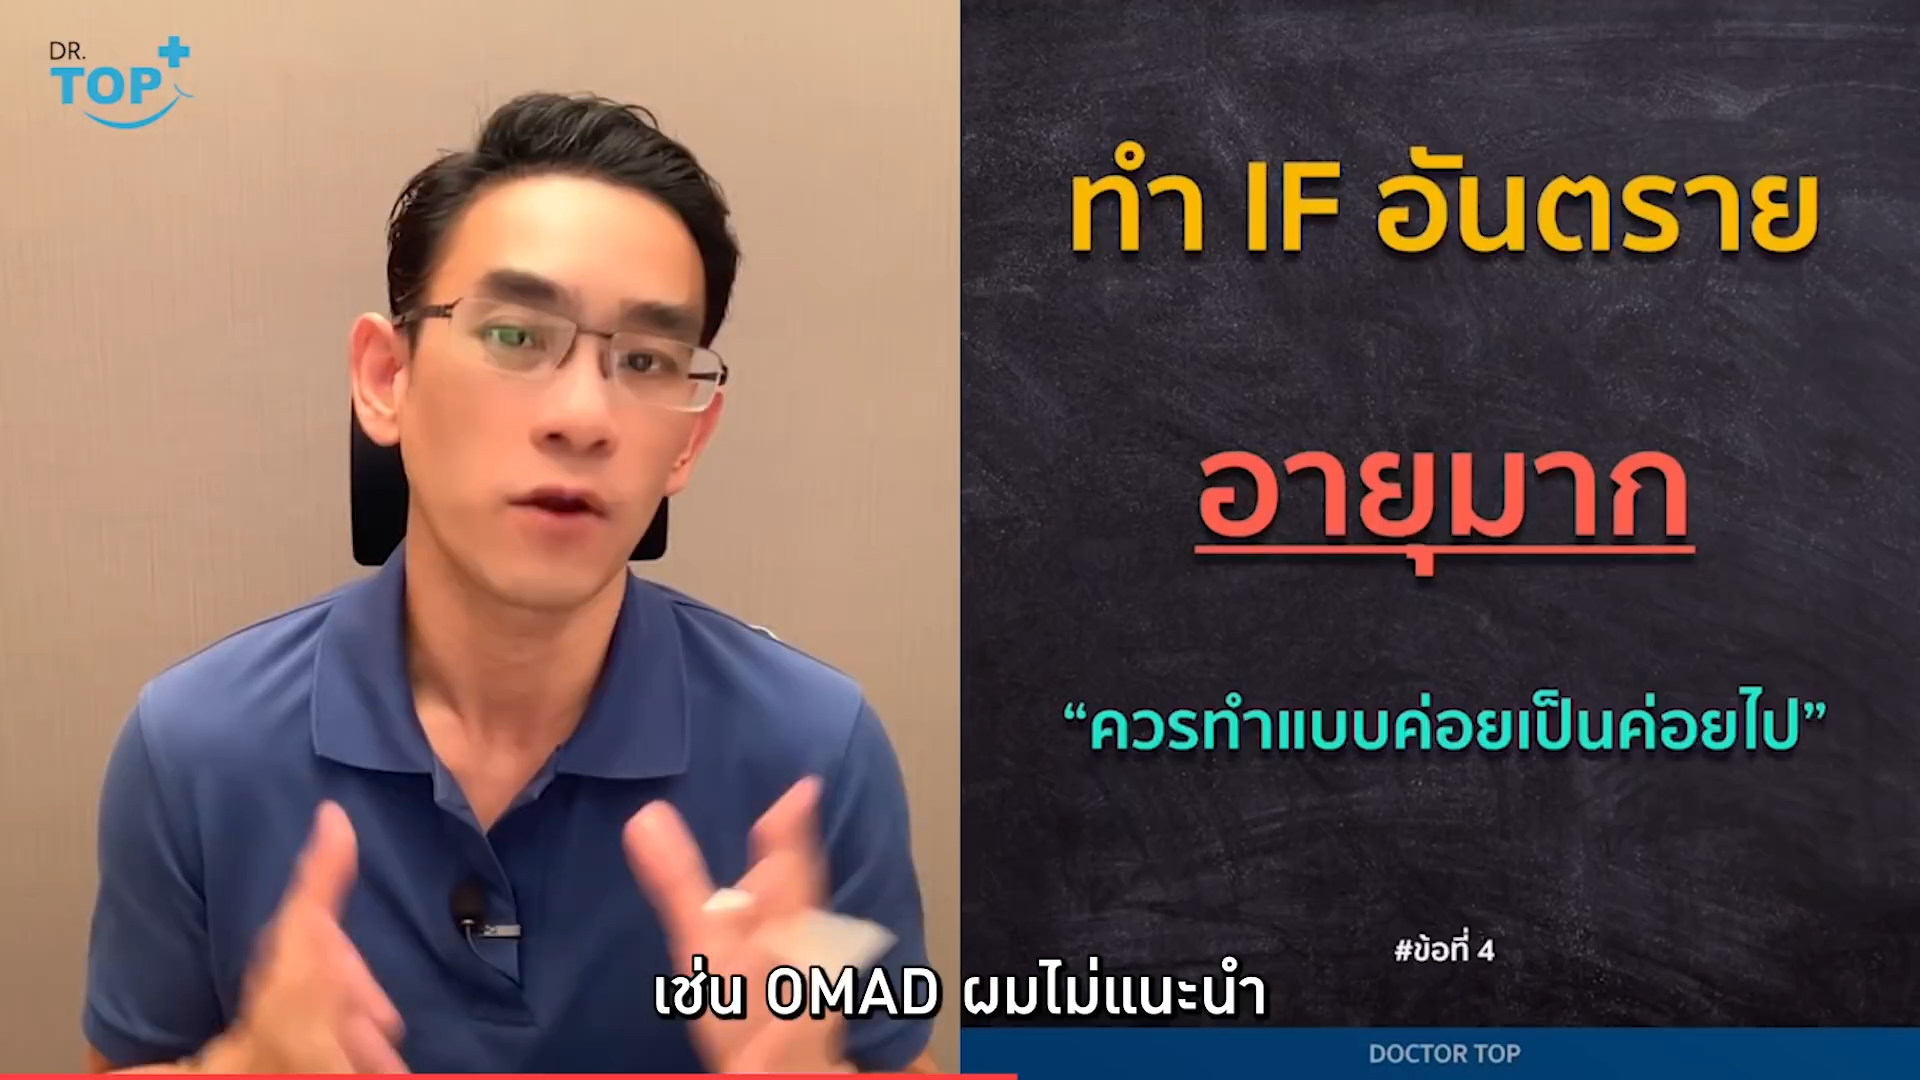 DR.
TOP
ทำ IF อันตราย
อายุมาก
“ควรทำแบบค่อยเป็นค่อยไป”
#ข้อที่ 4
เช่น OMAD ผมไม่แนะนำ
DOCTOR TOP